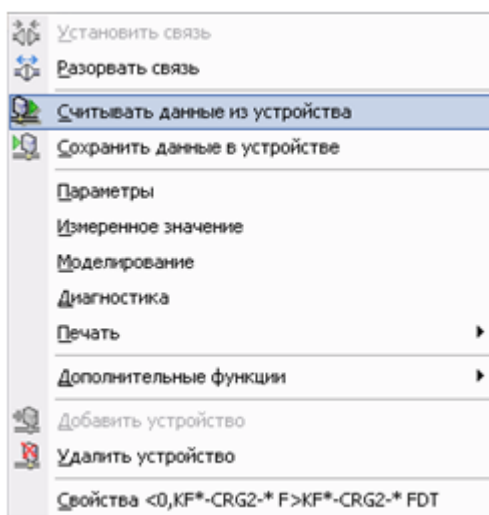 Установить связь
Разорвать связь
Считывать данные из устройства
Сохранить данные в устройстве
Параметры
Измеренное значение
Моделирование
Диагностика
Печать
Дополнительные функции
Добавить устройство
Удалить устройство
Свойства <0,KF*-CRG2-* F>KF*-CRG2-* FDT